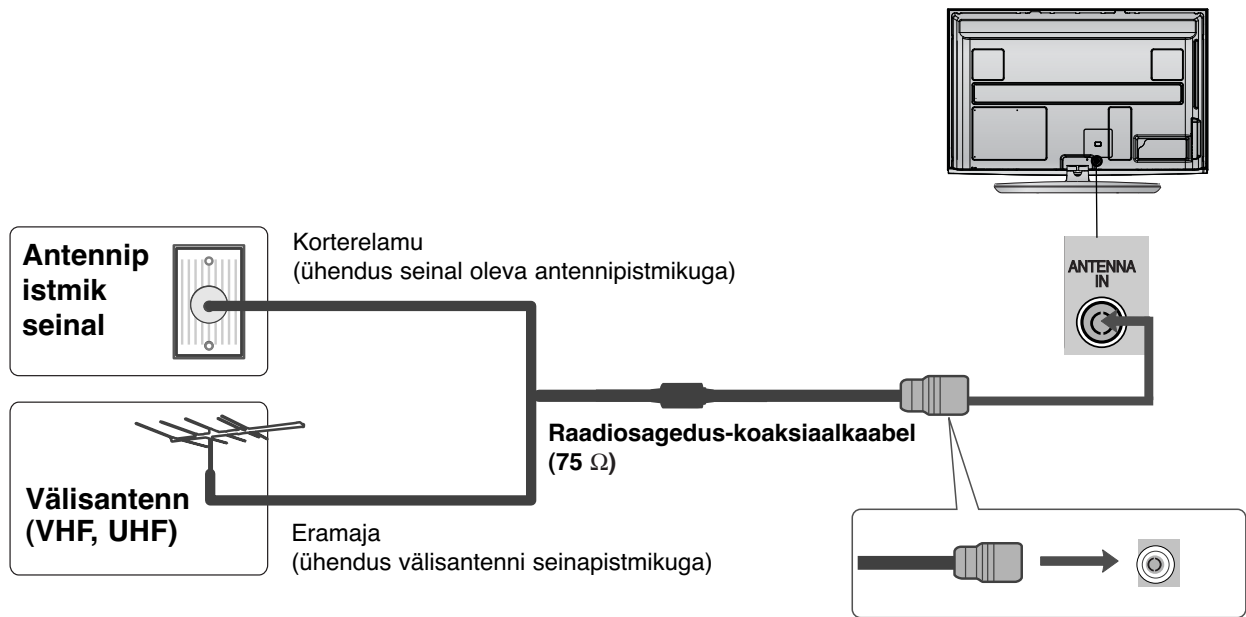 Antennip
istmik
seinal
Korterelamu
(ühendus seinal oleva antennipistmikuga)
ANTENNA
IN
Raadiosagedus-koaksiaalkaabel
(75 Ω)
Välisantenn
(VHF, UHF)
Eramaja
(ühendus välisantenni seinapistmikuga)